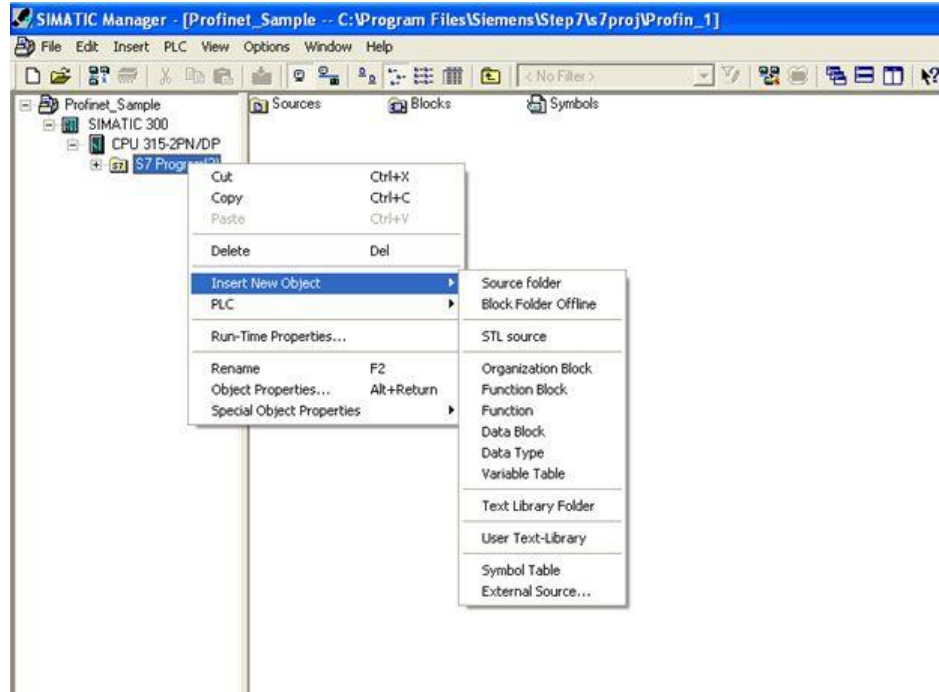 SIMATIC Manager - [Profinet_Sample -- C:\Program Files\Siemens\Step7\s7proj\Profin_1]
File Edit Insert PLC View Options Window Help
< No Filter >
Profinet_Sample
SIMATIC 300
CPU 315-2PN/DP
S7
Sources Blocks Symbols
Cut Ctrl+X
Copy Ctrl+C
Paste Ctrl+V
Delete Del
Insert New Object
PLC
Run-Time Properties...
Rename F2
Object Properties... Alt+Return
Special Object Properties
Source folder
Block Folder Offline
STL source
Organization Block
Function Block
Function
Data Block
Data Type
Variable Table
Text Library Folder
User Text-Library
Symbol Table
External Source...